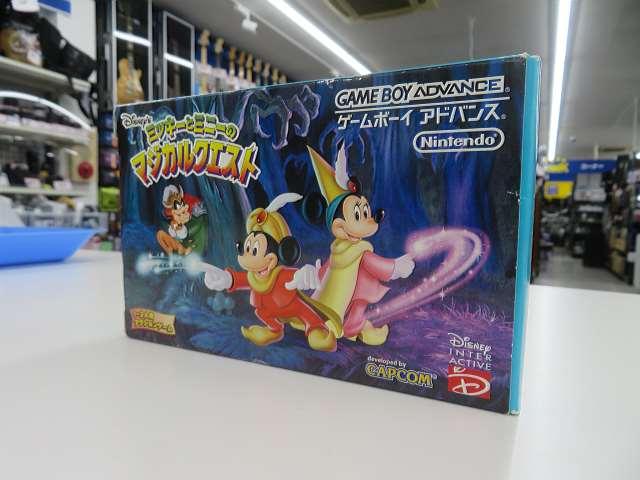 Disney's
ミッキーとミニーの
マジカルクエスト
GAME BOY ADVANCE
ゲームボーイ アドバンス
Nintendo
developed by
CAPCOM
DISNEY
INTER
ACTIVE